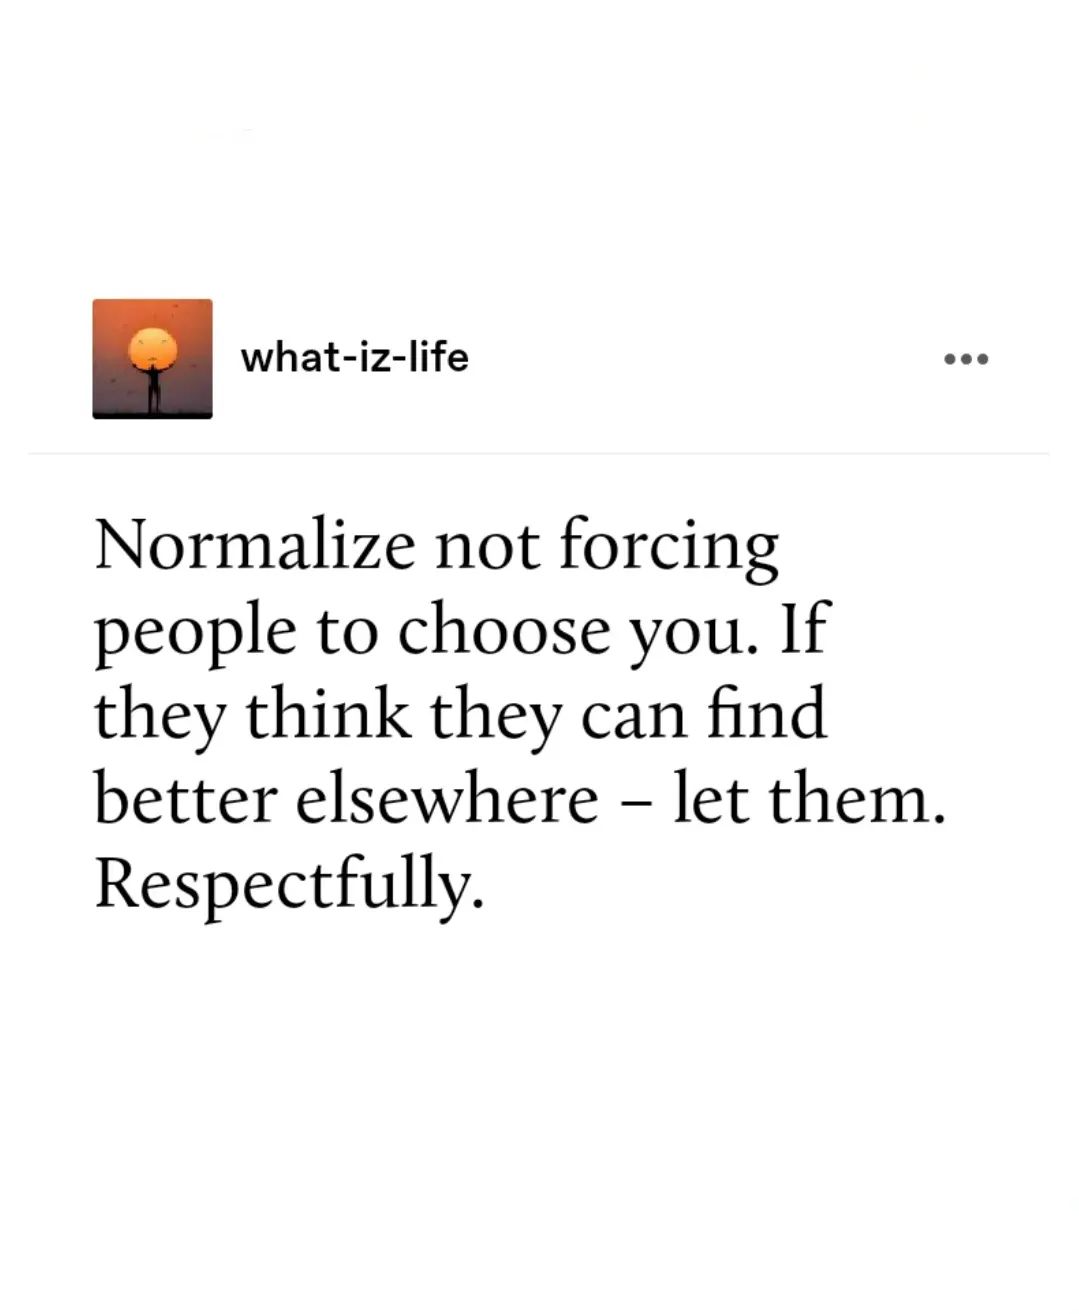 what-iz-life
Normalize not forcing
people to choose you. If
they think they can find
better elsewhere – let them.
Respectfully.